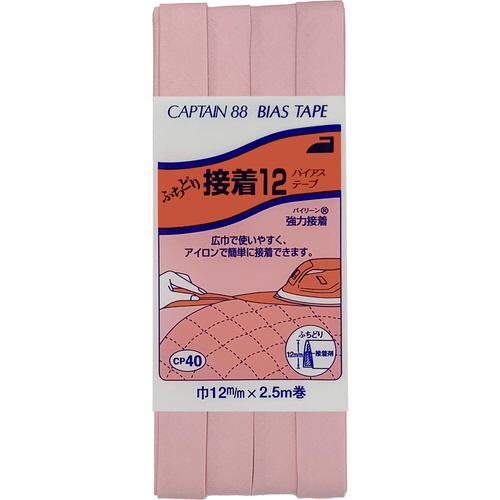 CAPTAIN 88 BIAS TAPE
ふちどり 接着12 バイアス
テープ
バイリーン®
強力接着
広巾で使いやすく、
アイロンで簡単に接着できます。
ふちどり
12mm 接着剤
CP40
巾12m/m×2.5m巻